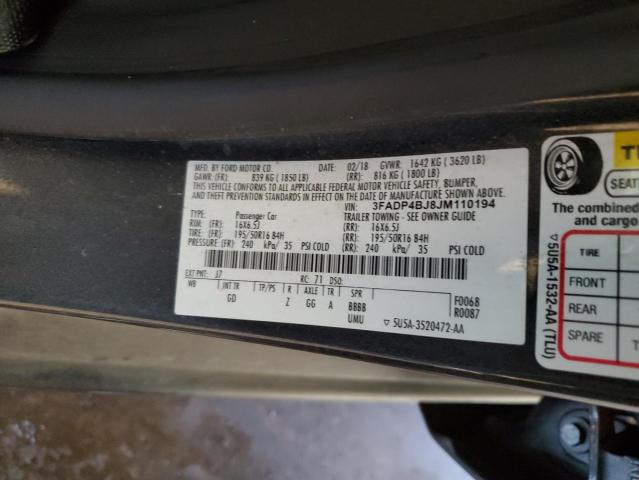 MFD. BY FORD MOTOR CO. DATE: 02/18 GVWR: 1642 KG ( 3620 LB)
GAWR: (FR): 839 KG ( 1850 LB) (RR): 816 KG ( 1800 LB)
THIS VEHICLE CONFORMS TO ALL APPLICABLE FEDERAL MOTOR VEHICLE SAFETY, BUMPER,
AND THEFT PREVENTION STANDARDS IN EFFECT ON THE DATE OF MANUFACTURE SHOWN ABOVE.
VIN: 3FADP4BJ8JM110194
TYPE: Passenger Car TRAILER TOWING - SEE OWNER GUIDE
RIM: 16X6.5J 16X6.5J
TIRE: 195/50R16 84H 195/50R16 84H
PRESSURE: (FR) 240 kPa/ 35 PSI COLD (RR) 240 kPa/ 35 PSI COLD
EXT PNT: J7 RC: 71 DSO:
WB INT TR TP/PS R AXLE TR SPR F0068
GD Z GG A BBBB R0087
UMU ▽ 5U5A-3520472-AA
SEAT
The combined
and cargo
TIRE
FRONT
REAR
SPARE
▽ 5U5A-1532-AA (TLU)